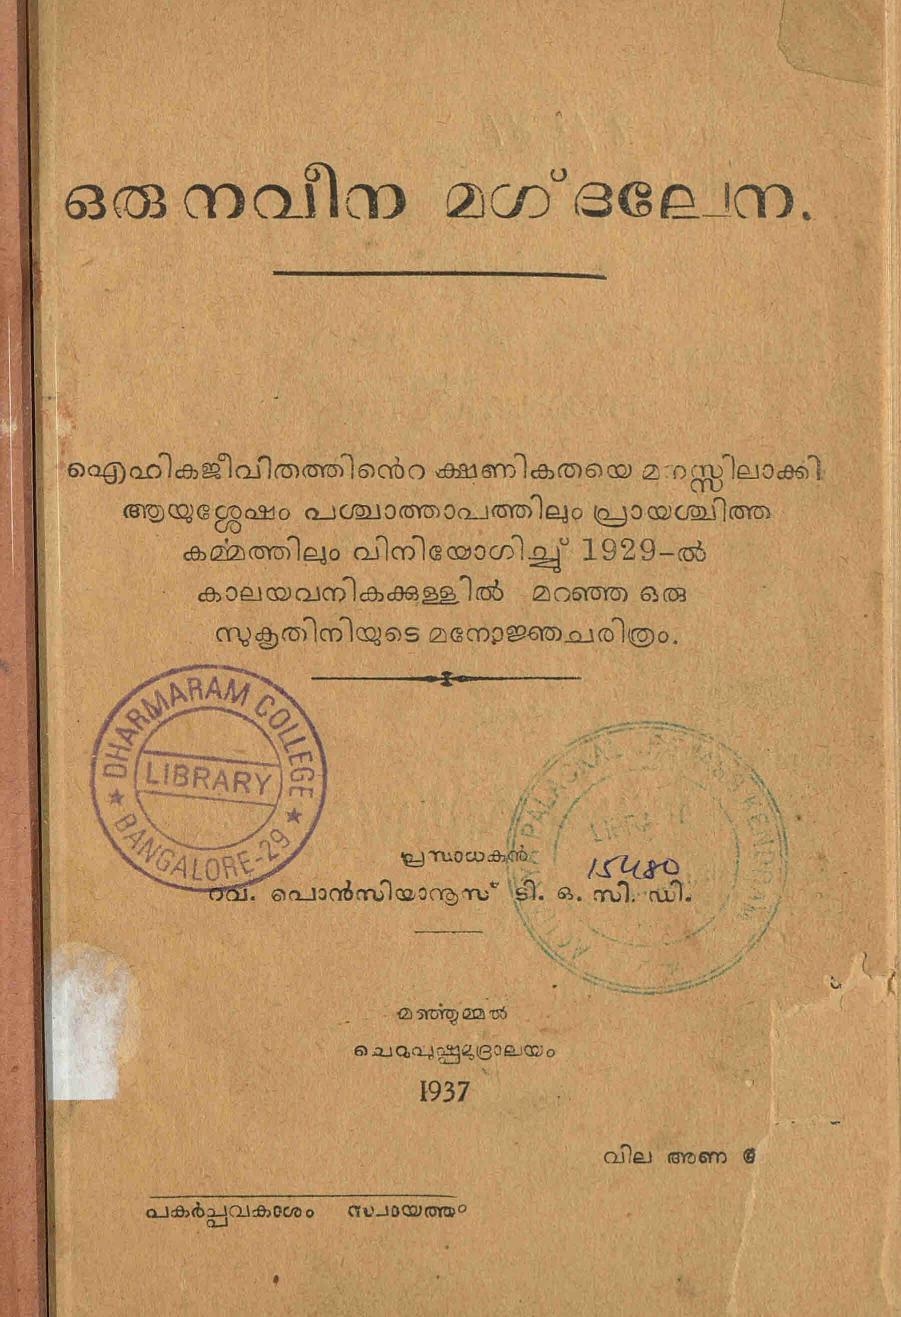 ഒരു നവീന മഗ്ദലേന.
ഐഹികജീവിതത്തിൻെറ ക്ഷണികതയെ മനസ്സിലാക്കി
ആയുശ്ശേഷം പശ്ചാത്താപത്തിലും പ്രായശ്ചിത്ത
കൎമ്മത്തിലും വിനിയോഗിച്ച് 1929-ൽ
കാലയവനികക്കുള്ളിൽ മറഞ്ഞ ഒരു
സുകൃതിനിയുടെ മനോജ്ഞചരിത്രം.
DHARMARAM COLLEGE
LIBRARY
BANGALORE-29
പ്രസാധകൻ
15480
റവ. പൊൻസിയാനൂസ് ടി. ഒ. സി. ഡി.
മഞ്ഞുമ്മൽ
ചെറുപുഷ്പമുദ്രാലയം
1937
വില അണ
പകർപ്പവകാശം സ്വായത്തം